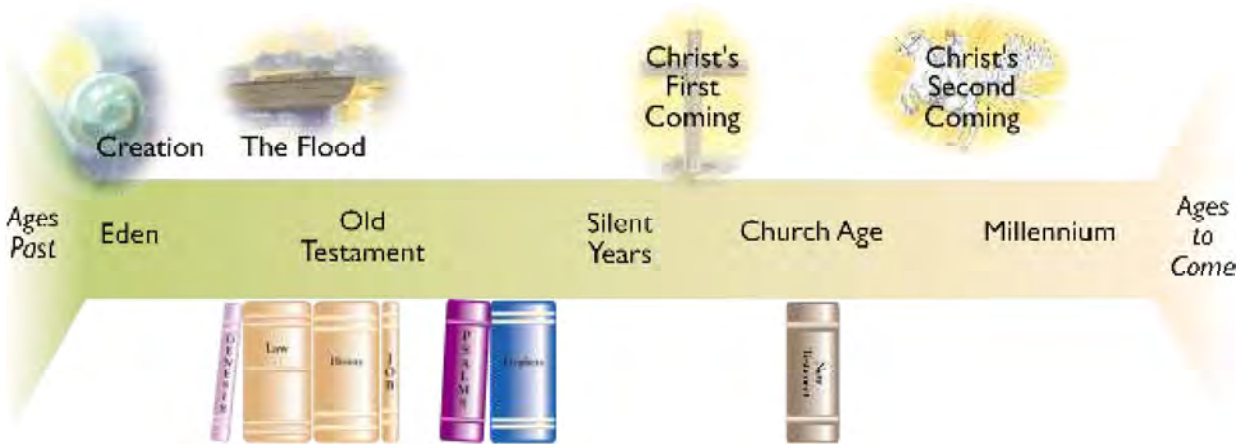 Creation
The Flood
Christ's
First
Coming
Christ's
Second
Coming
Ages
Past
Eden
Old
Testament
Silent
Years
Church Age
Millennium
Ages
to
Come
GENESIS
Law
History
JOB
PSALMS
Prophets
New
Testament